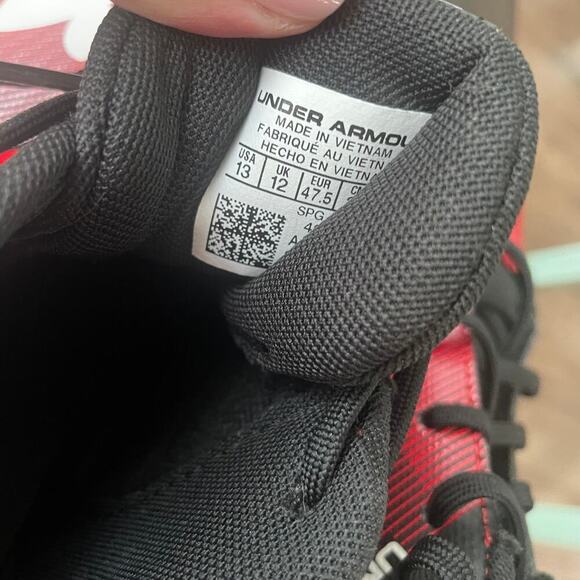 UNDER ARMOU
MADE IN VIETNAM
FABRIQUÉ AU VIETN
HECHO EN VIETNA
USA UK EUR C
13 12 47.5
SPG
4
A